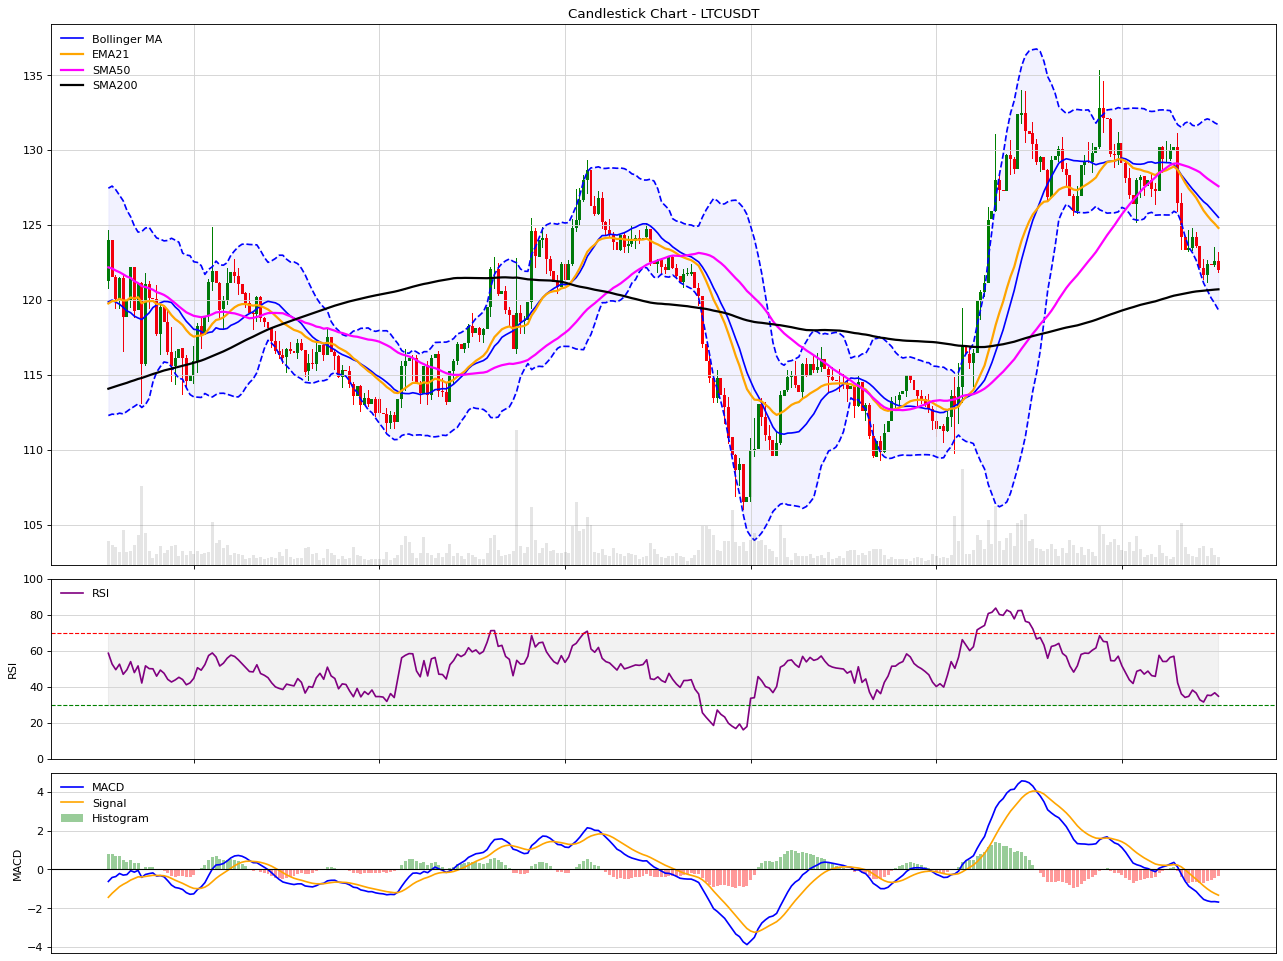 Candlestick Chart - LTCUSDT
Bollinger MA
EMA21
SMA50
SMA200
135
130
125
120
115
110
105
100
80
60
40
20
0
RSI
RSI
4
2
0
−2
−4
MACD
MACD
Signal
Histogram